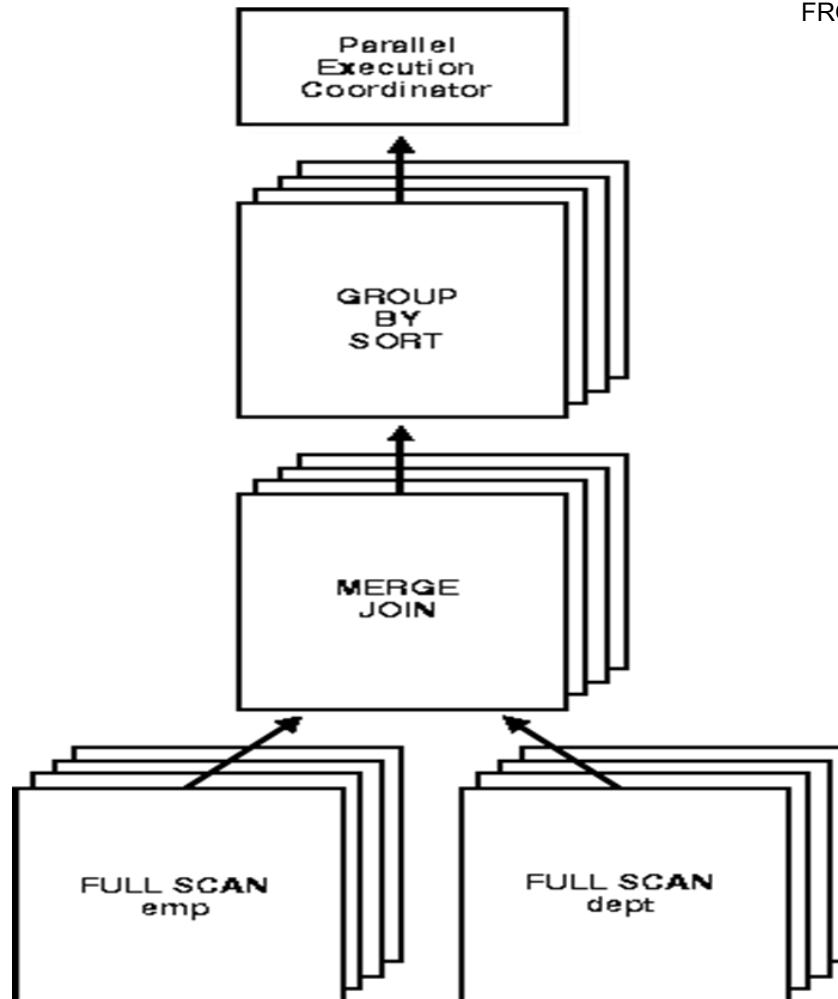 FRO
Parallel
Execution
Coordinator
GROUP
BY
SORT
MERGE
JOIN
FULL SCAN
emp
FULL SCAN
dept